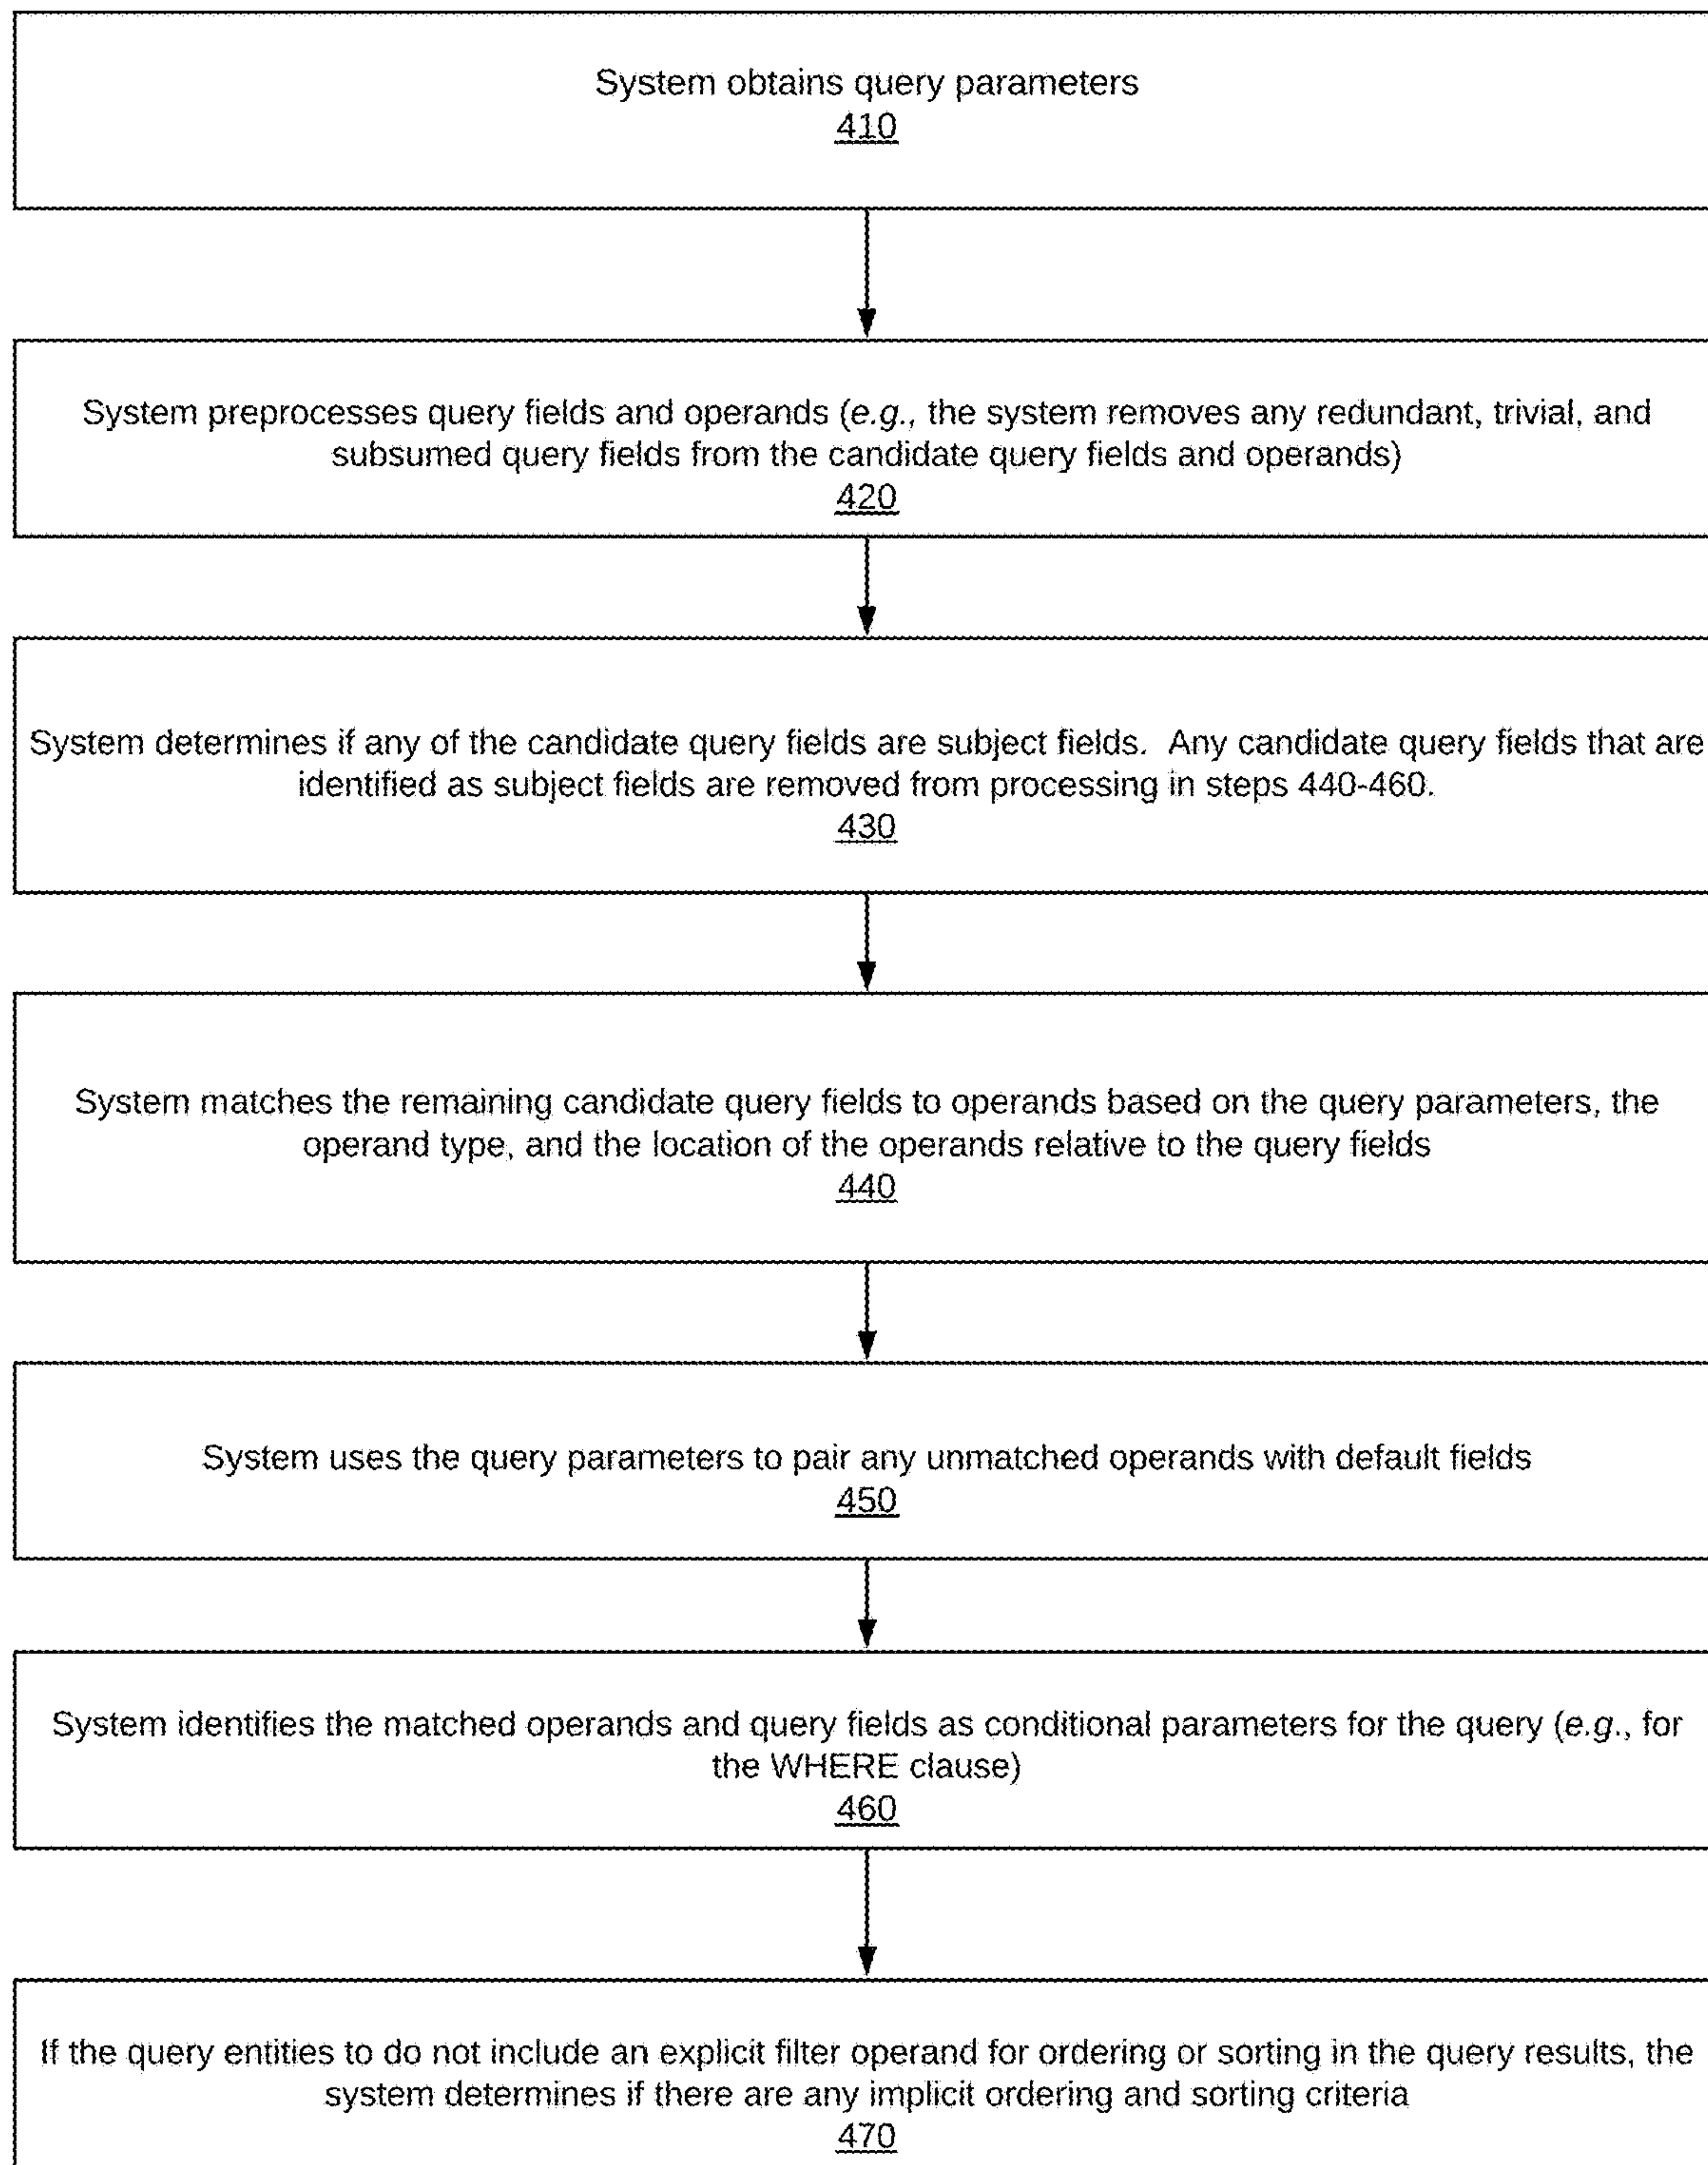 System obtains query parameters
410
System preprocesses query fields and operands (e.g., the system removes any redundant, trivial, and
subsumed query fields from the candidate query fields and operands)
420
System determines if any of the candidate query fields are subject fields.  Any candidate query fields that are
identified as subject fields are removed from processing in steps 440-460.
430
System matches the remaining candidate query fields to operands based on the query parameters, the
operand type, and the location of the operands relative to the query fields
440
System uses the query parameters to pair any unmatched operands with default fields
450
System identifies the matched operands and query fields as conditional parameters for the query (e.g., for
the WHERE clause)
460
If the query entities to do not include an explicit filter operand for ordering or sorting in the query results, the
system determines if there are any implicit ordering and sorting criteria
470